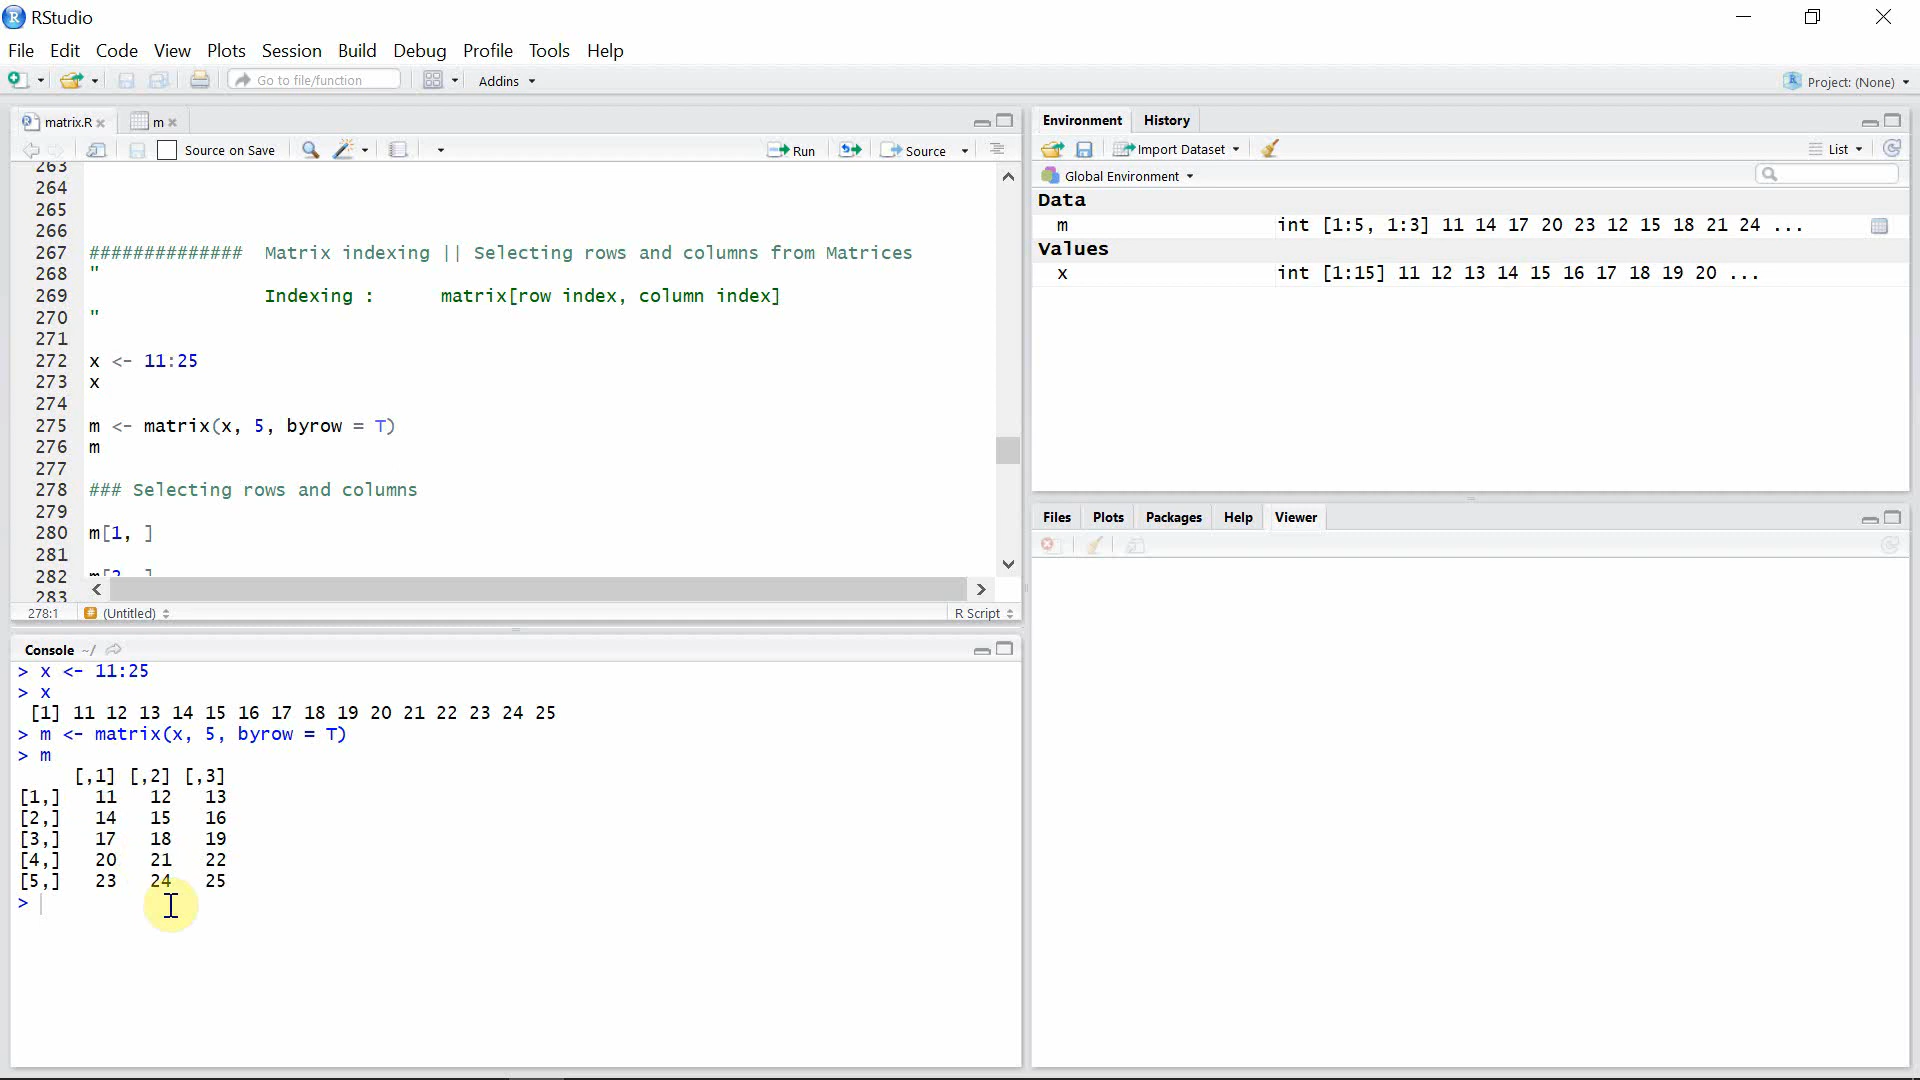 RStudio
File Edit Code View Plots Session Build Debug Profile Tools Help
Go to file/function Addins Project: (None)
matrix.R m
Source on Save Run Source
263
264
265
266
267 ############## Matrix indexing || Selecting rows and columns from Matrices
268 "
269 Indexing : matrix[row index, column index]
270 "
271
272 x <- 11:25
273 x
274
275 m <- matrix(x, 5, byrow = T)
276 m
277
278 ### Selecting rows and columns
279
280 m[1, ]
281
282
283
278:1 (Untitled) R Script
Console ~/
> x <- 11:25
> x
[1] 11 12 13 14 15 16 17 18 19 20 21 22 23 24 25
> m <- matrix(x, 5, byrow = T)
> m
[,1] [,2] [,3]
[1,] 11 12 13
[2,] 14 15 16
[3,] 17 18 19
[4,] 20 21 22
[5,] 23 24 25
>
Environment History
Import Dataset List
Global Environment
Data
m int [1:5, 1:3] 11 14 17 20 23 12 15 18 21 24 ...
Values
x int [1:15] 11 12 13 14 15 16 17 18 19 20 ...
Files Plots Packages Help Viewer